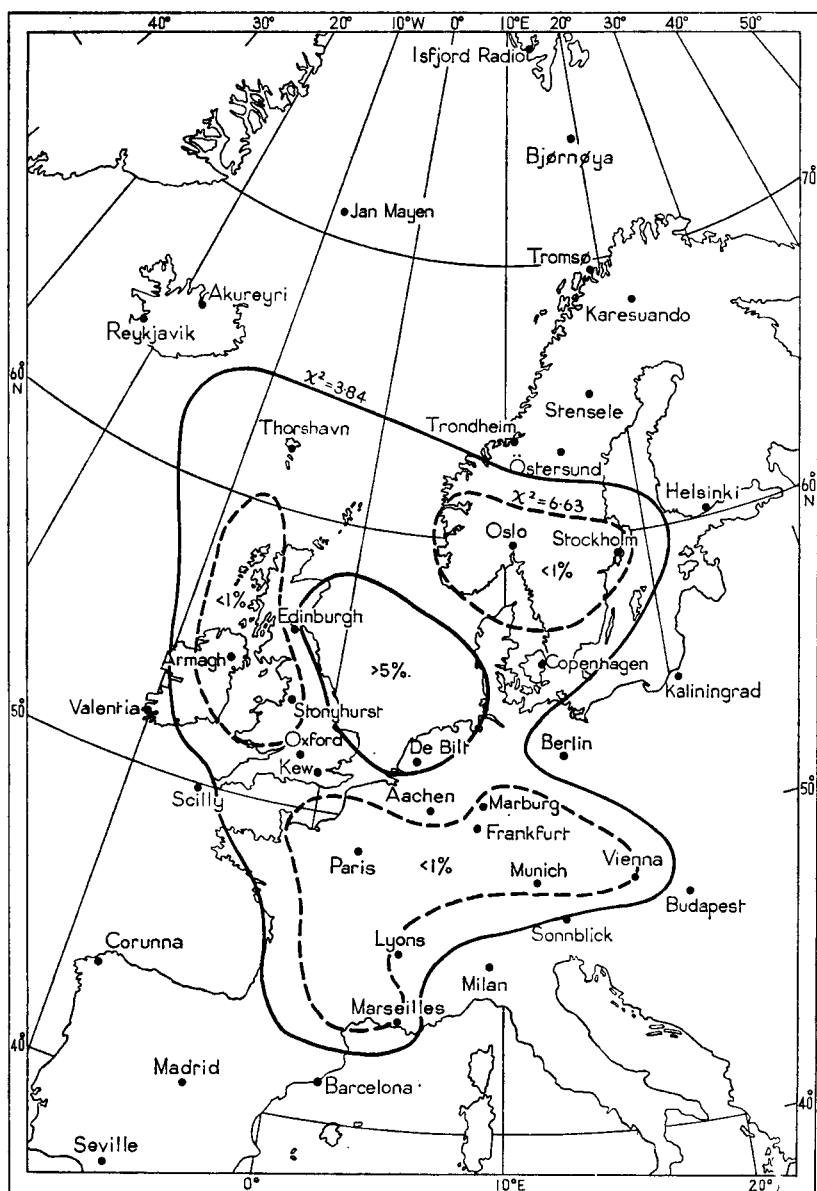 40° 30° 20° 10°W 0° 10°E 20° 30° 40° 50°
Isfjord Radio
Bjørnøya
70°
Jan Mayen
Tromsø
Akureyri
Karesuando
Reykjavik
60°
N
χ²=3·84
Stensele
Thorshavn
Trondheim
Östersund
60°
N
Helsinki
χ²=6·63
Oslo
Stockholm
<1%
<1%
Edinburgh
Armagh
>5%
Copenhagen
Kaliningrad
50°
Valentia
Stonyhurst
Oxford
De Bilt
Berlin
Kew
50°
Scilly
Aachen
Marburg
Frankfurt
Paris
<1%
Munich
Vienna
Budapest
Sonnblick
Corunna
Lyons
Milan
Marseilles
40°
Madrid
Barcelona
40°
Seville
0° 10°E 20°